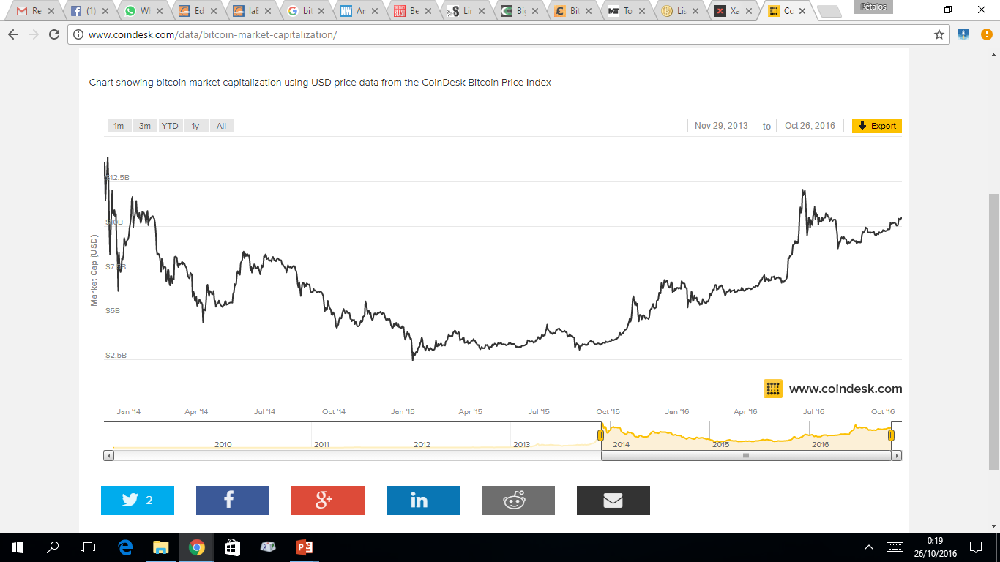 Re
(1)
Wl
Ed
laE
bit
Ar
Be
Lir
Big
Bit
To
Lis
Xa
Cc
Pétalos
www.coindesk.com/data/bitcoin-market-capitalization/
Chart showing bitcoin market capitalization using USD price data from the CoinDesk Bitcoin Price Index
1m 3m YTD 1y All
Nov 29, 2013 to Oct 26, 2016 Export
$12.5B
$10B
$7.5B
$5B
$2.5B
Market Cap (USD)
www.coindesk.com
Jan '14 Apr '14 Jul '14 Oct '14 Jan '15 Apr '15 Jul '15 Oct '15 Jan '16 Apr '16 Jul '16 Oct '16
2010 2011 2012 2013 2014 2015 2016
2
0:19
26/10/2016